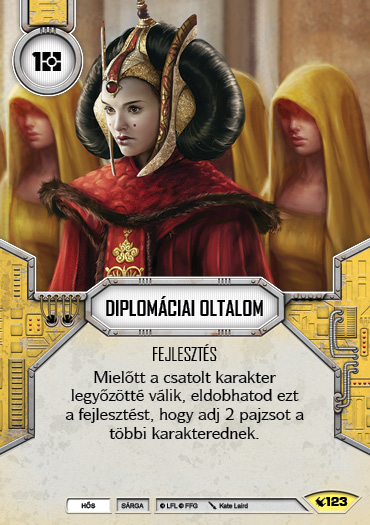 1
DIPLOMÁCIAI OLTALOM
FEJLESZTÉS
Mielőtt a csatolt karakter
legyőzötté válik, eldobhatod ezt
a fejlesztést, hogy adj 2 pajzsot a
többi karakterednek.
HŐS SÁRGA © LFL © FFG Kate Laird
123